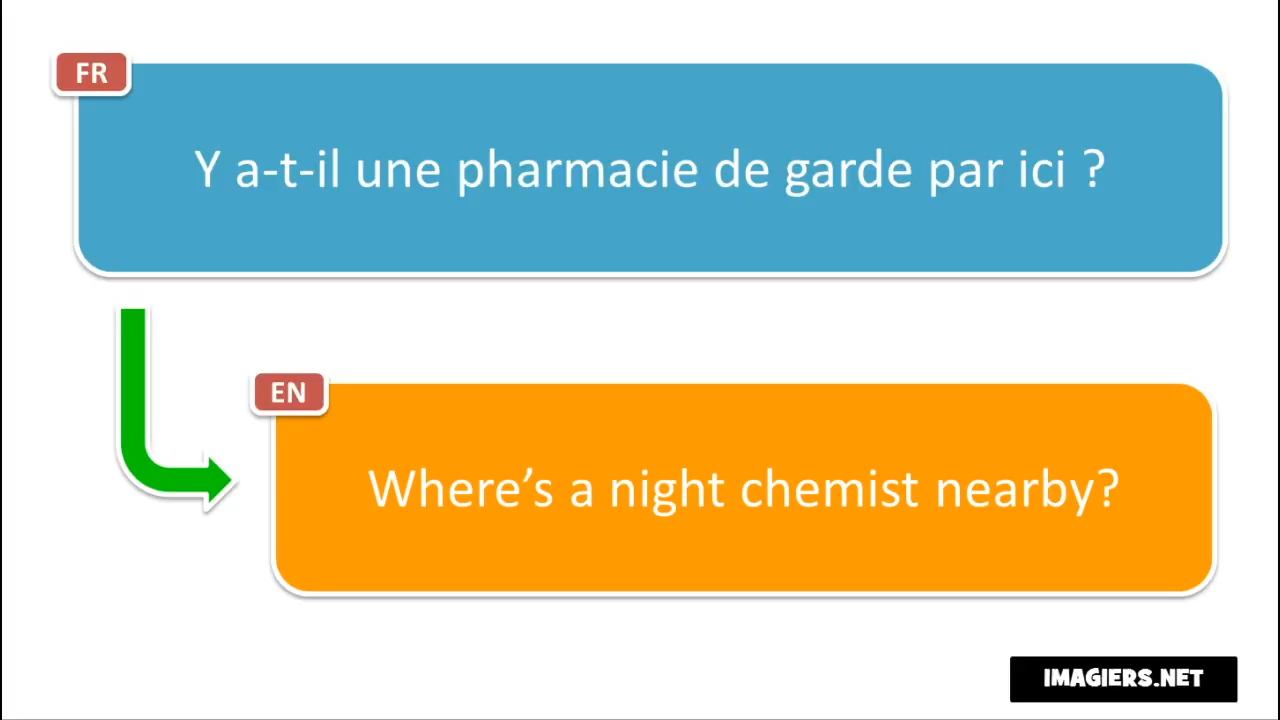 FR
Y a-t-il une pharmacie de garde par ici ?
EN
Where’s a night chemist nearby?
IMAGIERS.NET